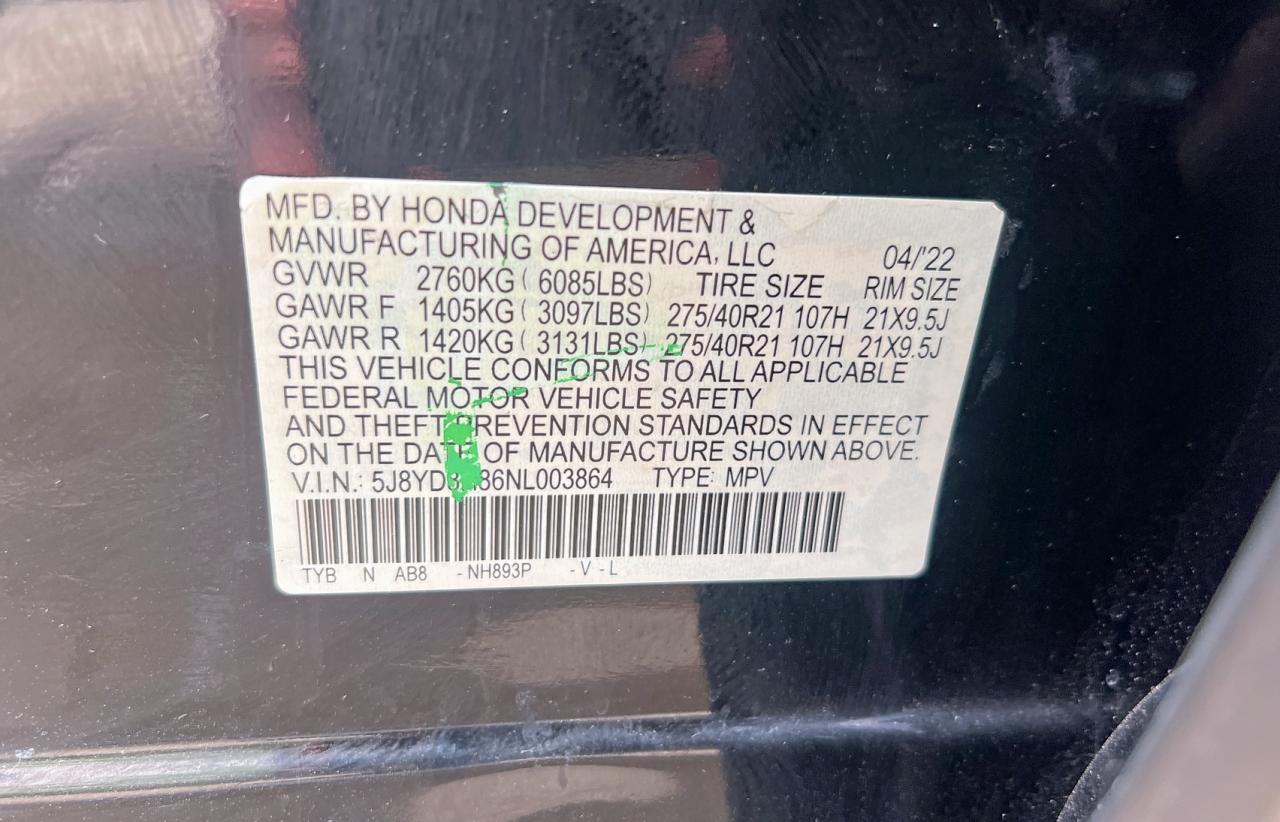 MFD. BY HONDA DEVELOPMENT &
MANUFACTURING OF AMERICA, LLC 04/'22
GVWR 2760KG ( 6085LBS) TIRE SIZE RIM SIZE
GAWR F 1405KG ( 3097LBS) 275/40R21 107H 21X9.5J
GAWR R 1420KG ( 3131LBS) 275/40R21 107H 21X9.5J
THIS VEHICLE CONFORMS TO ALL APPLICABLE
FEDERAL MOTOR VEHICLE SAFETY
AND THEFT PREVENTION STANDARDS IN EFFECT
ON THE DATE OF MANUFACTURE SHOWN ABOVE.
V.I.N.: TYPE: MPV
TYB N AB8 -NH893P -V -L